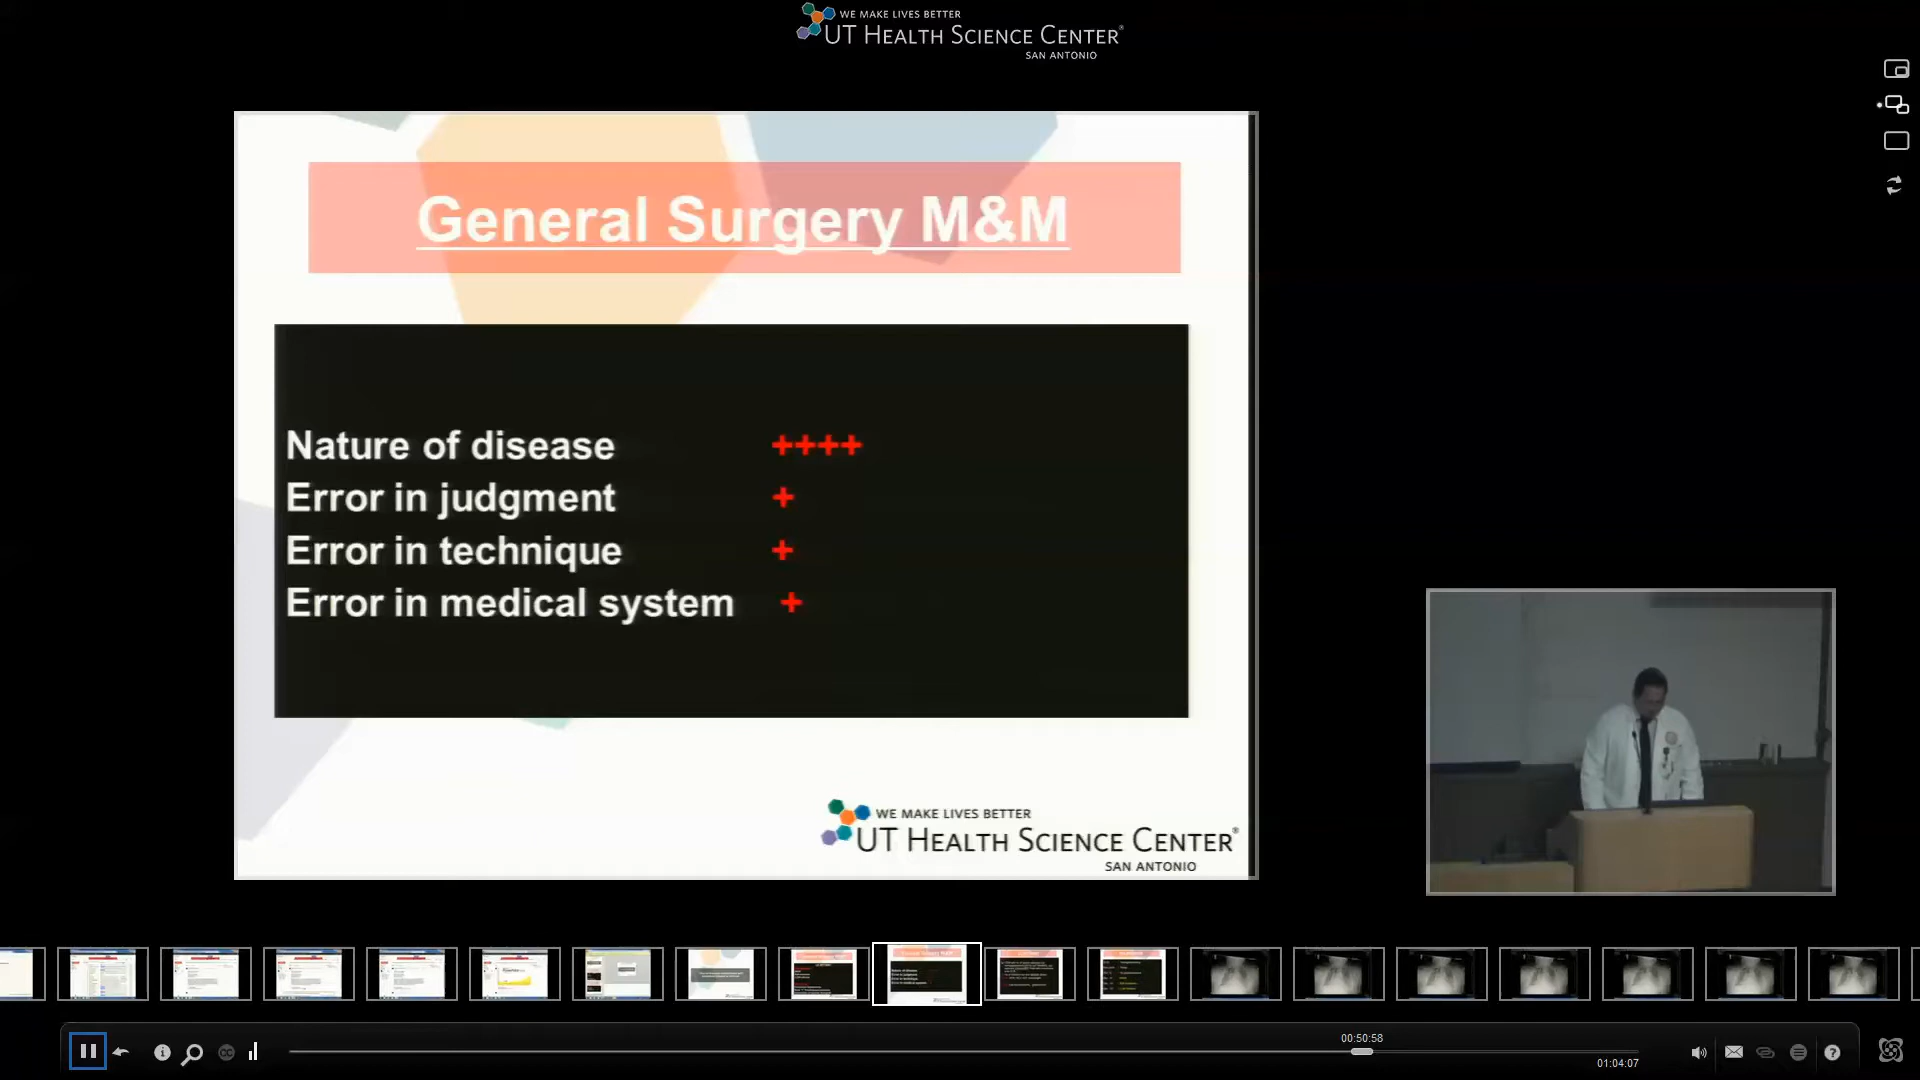 WE MAKE LIVES BETTER
UT HEALTH SCIENCE CENTER®
SAN ANTONIO
General Surgery M&M
Nature of disease ++++
Error in judgment +
Error in technique +
Error in medical system +
WE MAKE LIVES BETTER
UT HEALTH SCIENCE CENTER®
SAN ANTONIO
00:50:58
01:04:07